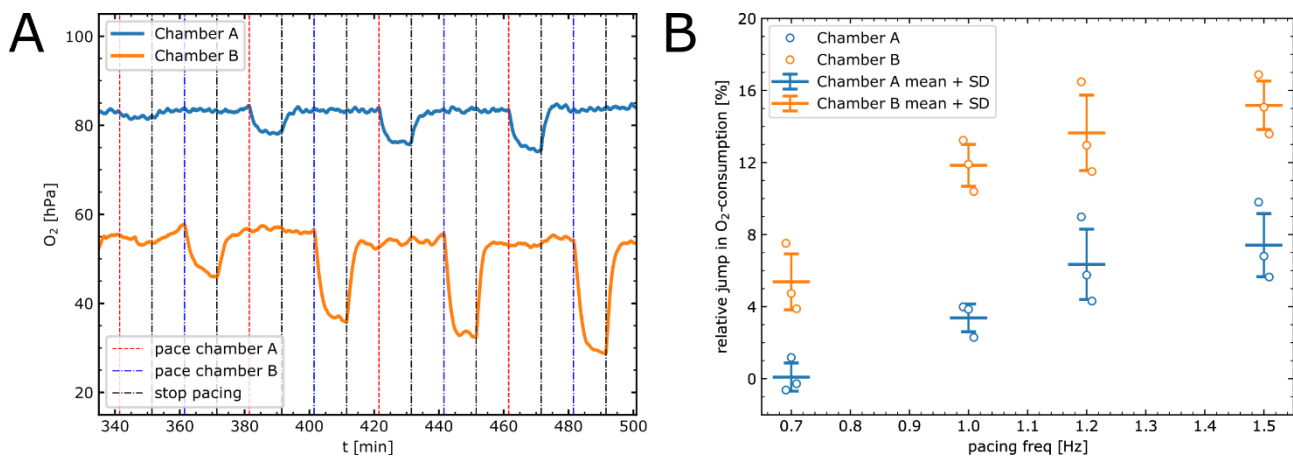 A
Chamber A
Chamber B
O₂ [hPa]
100
80
60
40
20
pace chamber A
pace chamber B
stop pacing
340 360 380 400 420 440 460 480 500
t [min]
B
Chamber A
Chamber B
Chamber A mean + SD
Chamber B mean + SD
relative jump in O₂-consumption [%]
20
16
12
8
4
0
0.7 0.8 0.9 1.0 1.1 1.2 1.3 1.4 1.5
pacing freq [Hz]